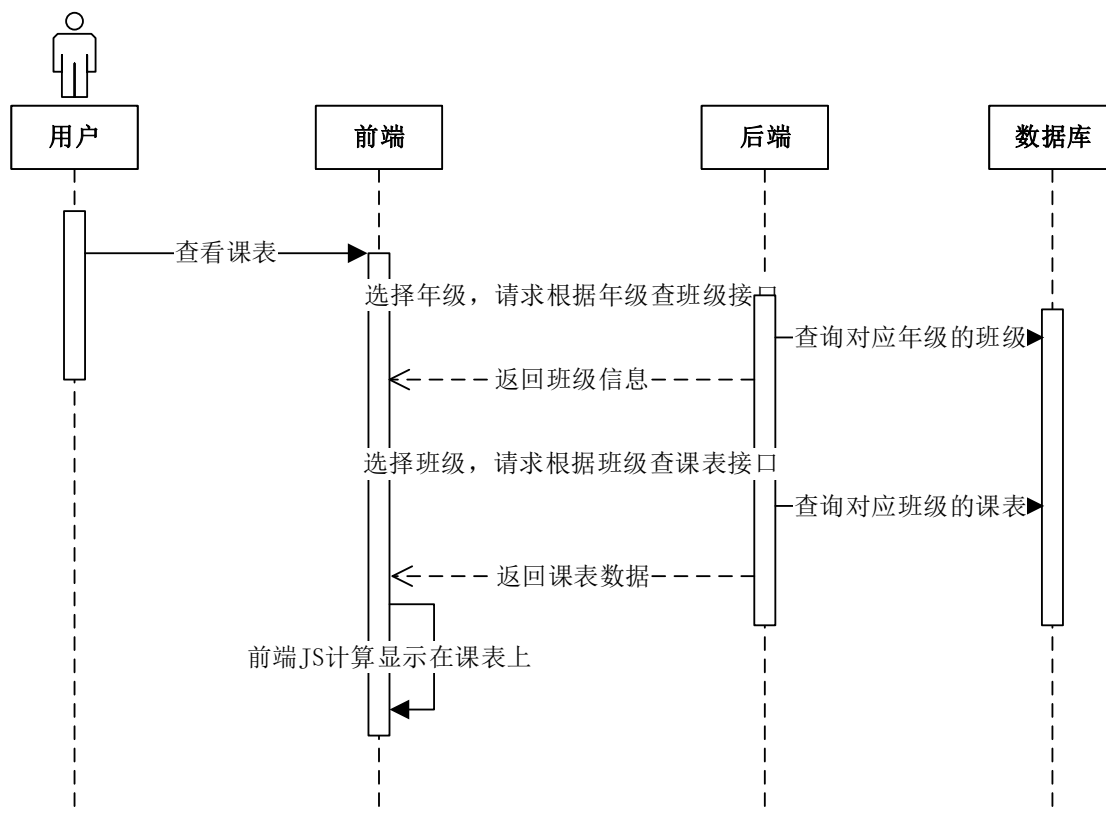 用户
前端
后端
数据库
查看课表
选择年级，请求根据年级查班级接口
查询对应年级的班级
返回班级信息
选择班级，请求根据班级查课表接口
查询对应班级的课表
返回课表数据
前端JS计算显示在课表上